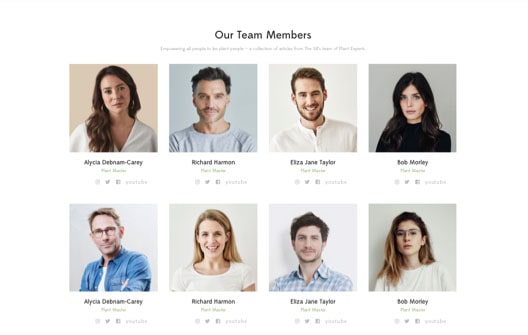 Our Team Members
Empowering all people to be plant people — a collection of articles from The Sill's team of Plant Experts
Alycia Debnam-Carey Richard Harmon Eliza Jane Taylor Bob Morley
Plant Master Plant Master Plant Master Plant Master
youtube youtube youtube youtube
Alycia Debnam-Carey Richard Harmon Eliza Jane Taylor Bob Morley
Plant Master Plant Master Plant Master Plant Master
youtube youtube youtube youtube